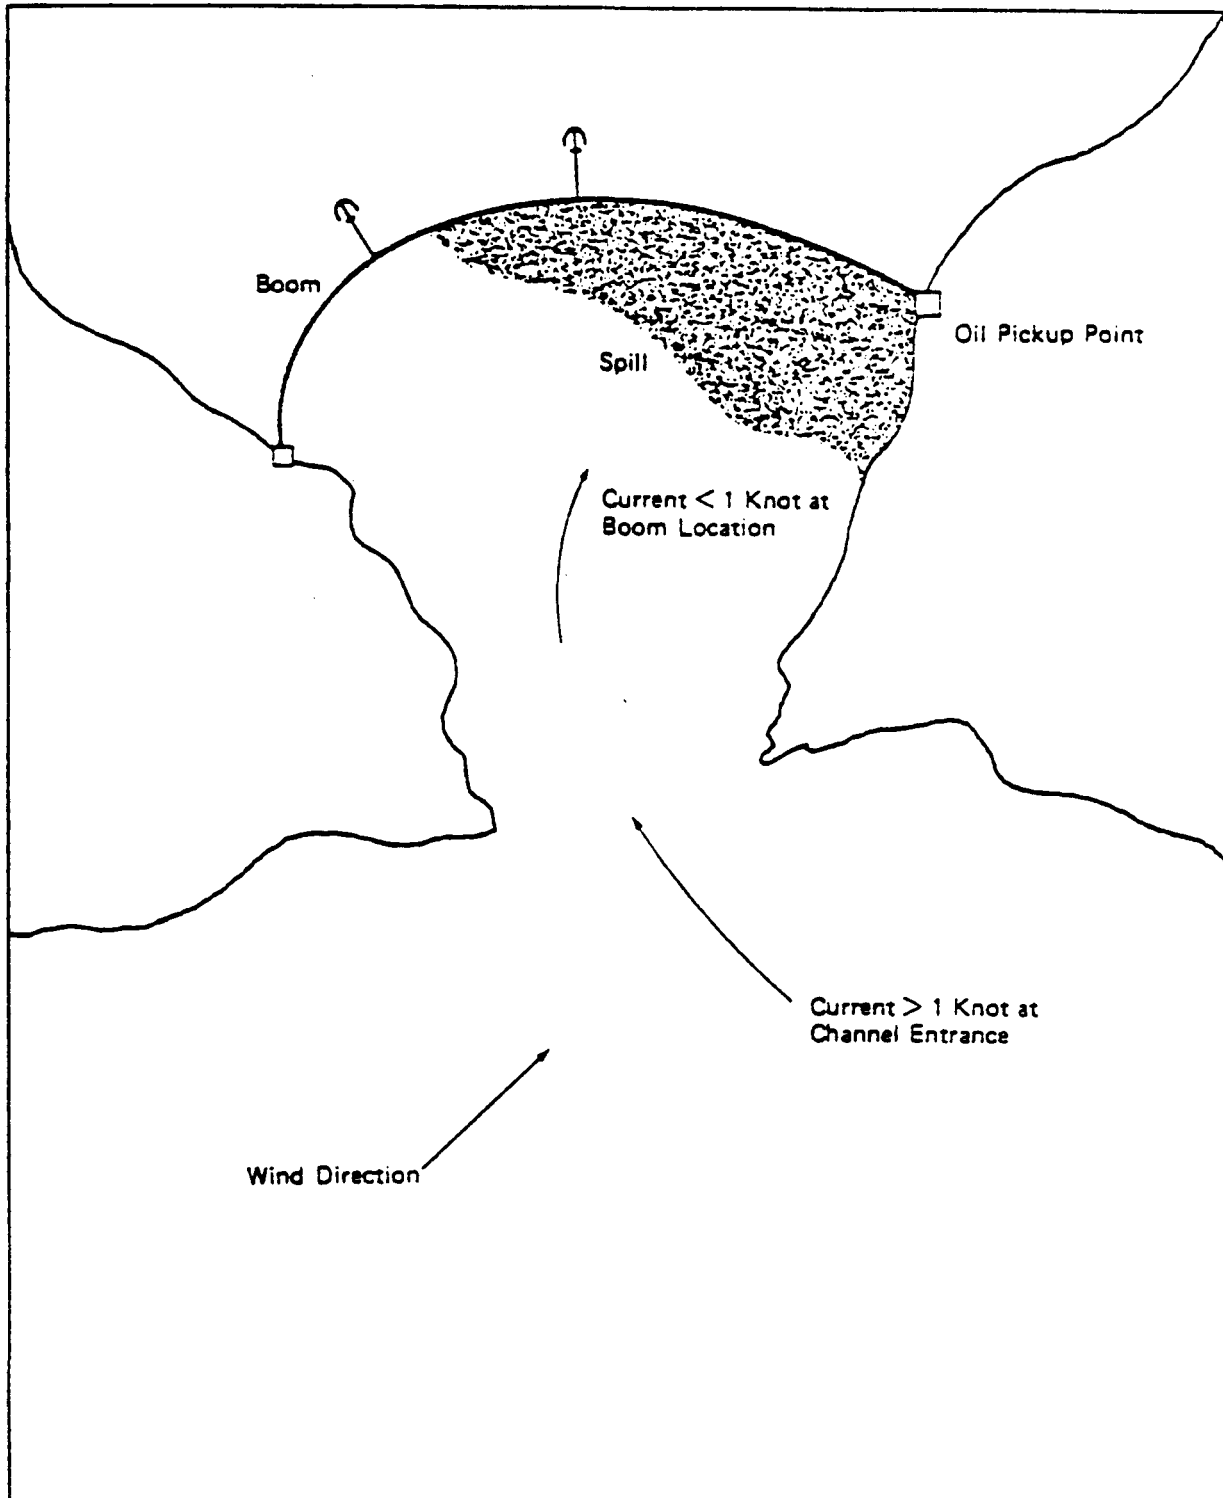 Boom
Oil Pickup Point
Spill
Current < 1 Knot at
Boom Location
Current > 1 Knot at
Channel Entrance
Wind Direction